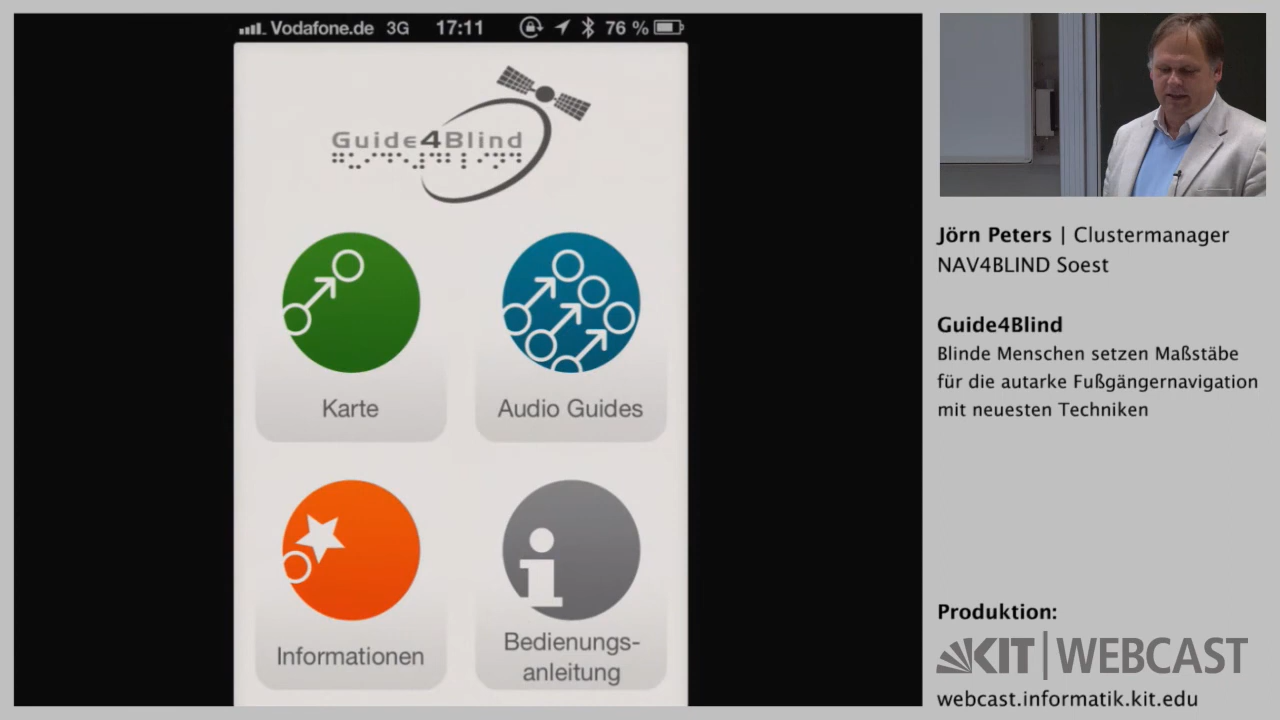 Vodafone.de 3G 17:11 76 %
Guide4Blind
Karte
Audio Guides
Informationen
Bedienungs-
anleitung
Jörn Peters | Clustermanager
NAV4BLIND Soest
Guide4Blind
Blinde Menschen setzen Maßstäbe
für die autarke Fußgängernavigation
mit neuesten Techniken
Produktion:
KIT | WEBCAST
webcast.informatik.kit.edu